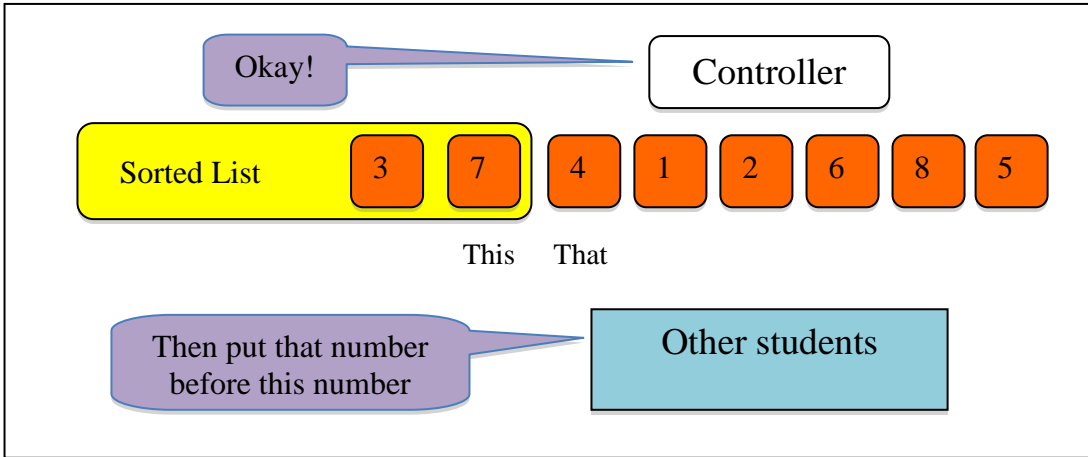 Okay!
Controller
Sorted List 3 7 4 1 2 6 8 5
This That
Then put that number
before this number
Other students